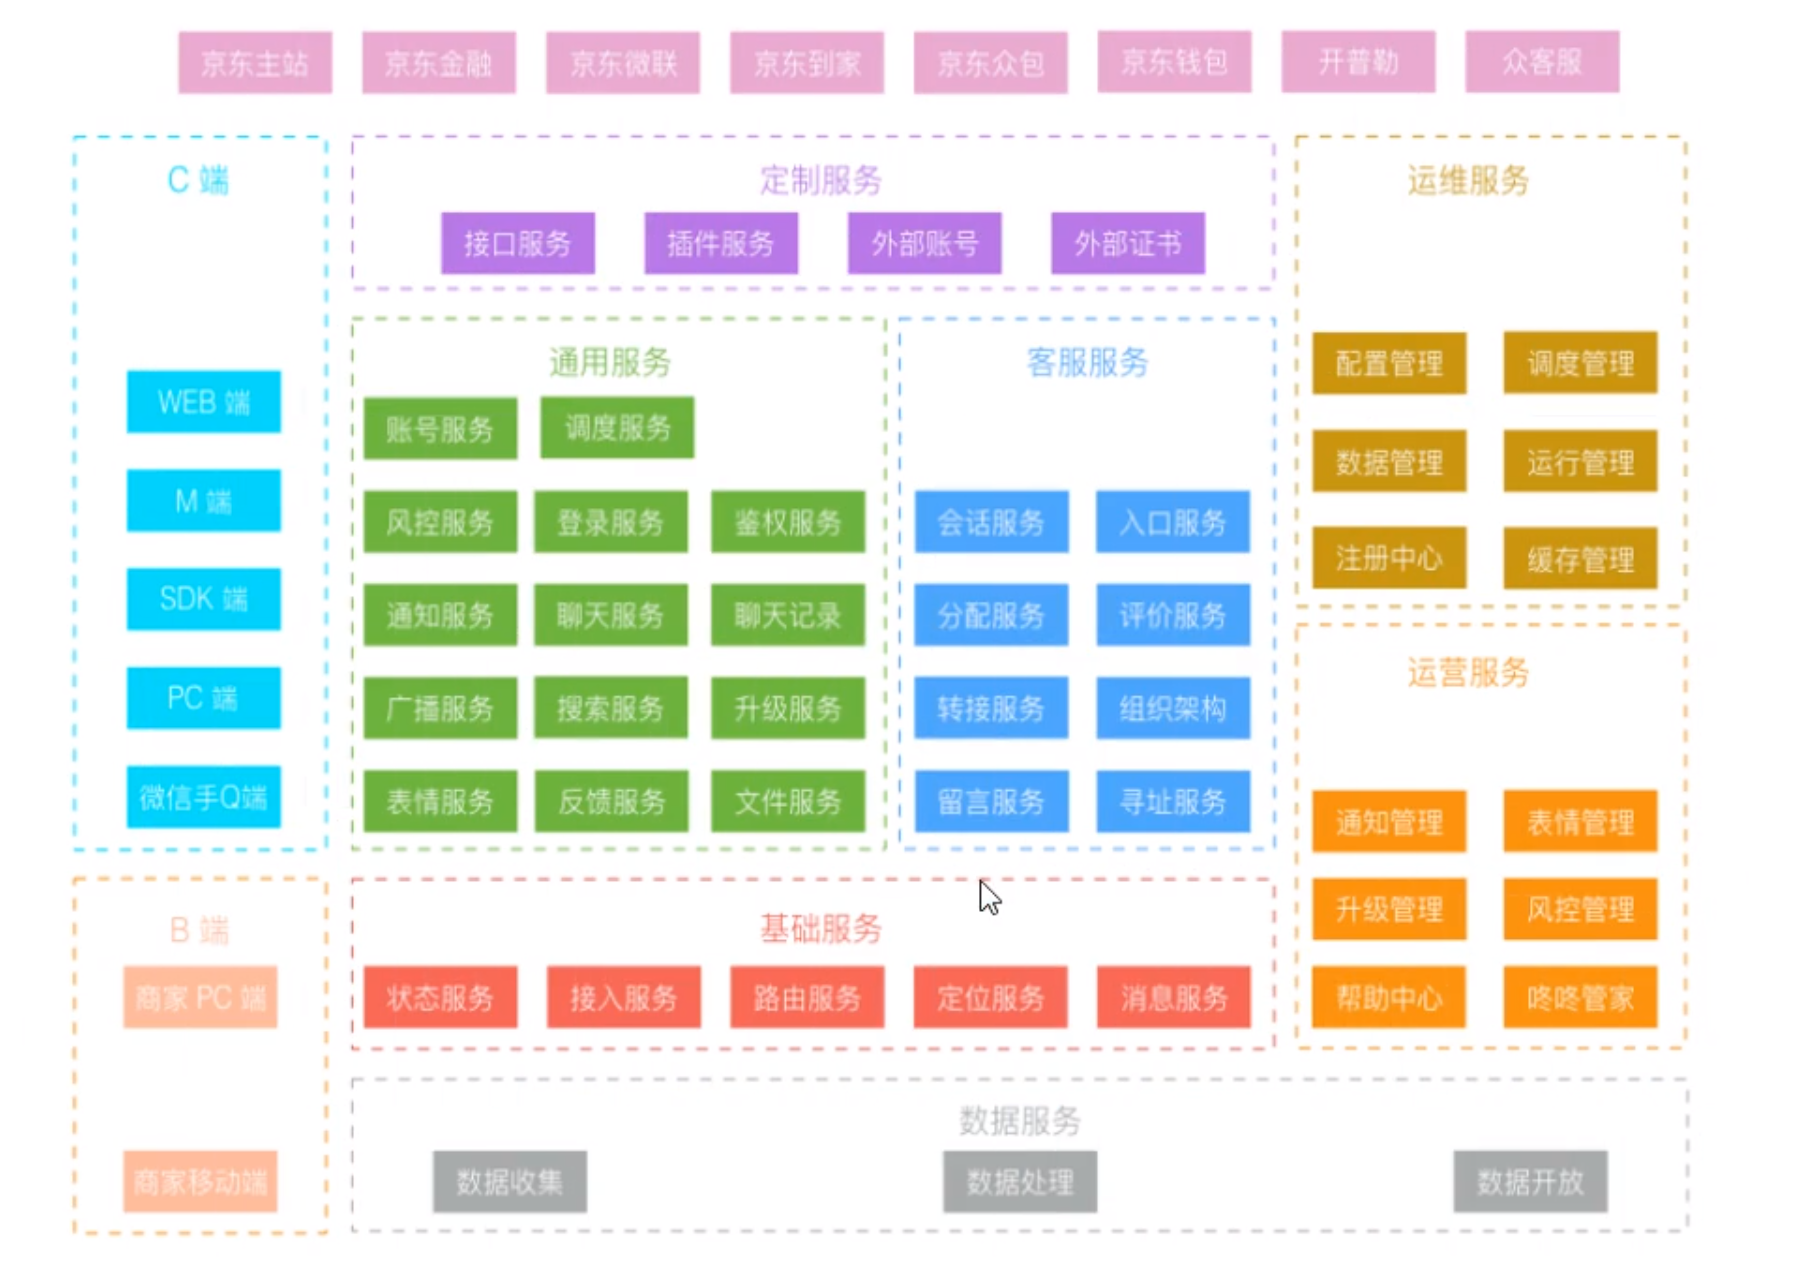 京东主站 京东金融 京东微联 京东到家 京东众包 京东钱包 开普勒 众客服
C 端
WEB 端
M 端
SDK 端
PC 端
微信手Q端
B 端
商家 PC 端
商家移动端
定制服务
接口服务 插件服务 外部账号 外部证书
通用服务
账号服务 调度服务
风控服务 登录服务 鉴权服务
通知服务 聊天服务 聊天记录
广播服务 搜索服务 升级服务
表情服务 反馈服务 文件服务
客服服务
会话服务 入口服务
分配服务 评价服务
转接服务 组织架构
留言服务 寻址服务
基础服务
状态服务 接入服务 路由服务 定位服务 消息服务
运维服务
配置管理 调度管理
数据管理 运行管理
注册中心 缓存管理
运营服务
通知管理 表情管理
升级管理 风控管理
帮助中心 咚咚管家
数据服务
数据收集 数据处理 数据开放